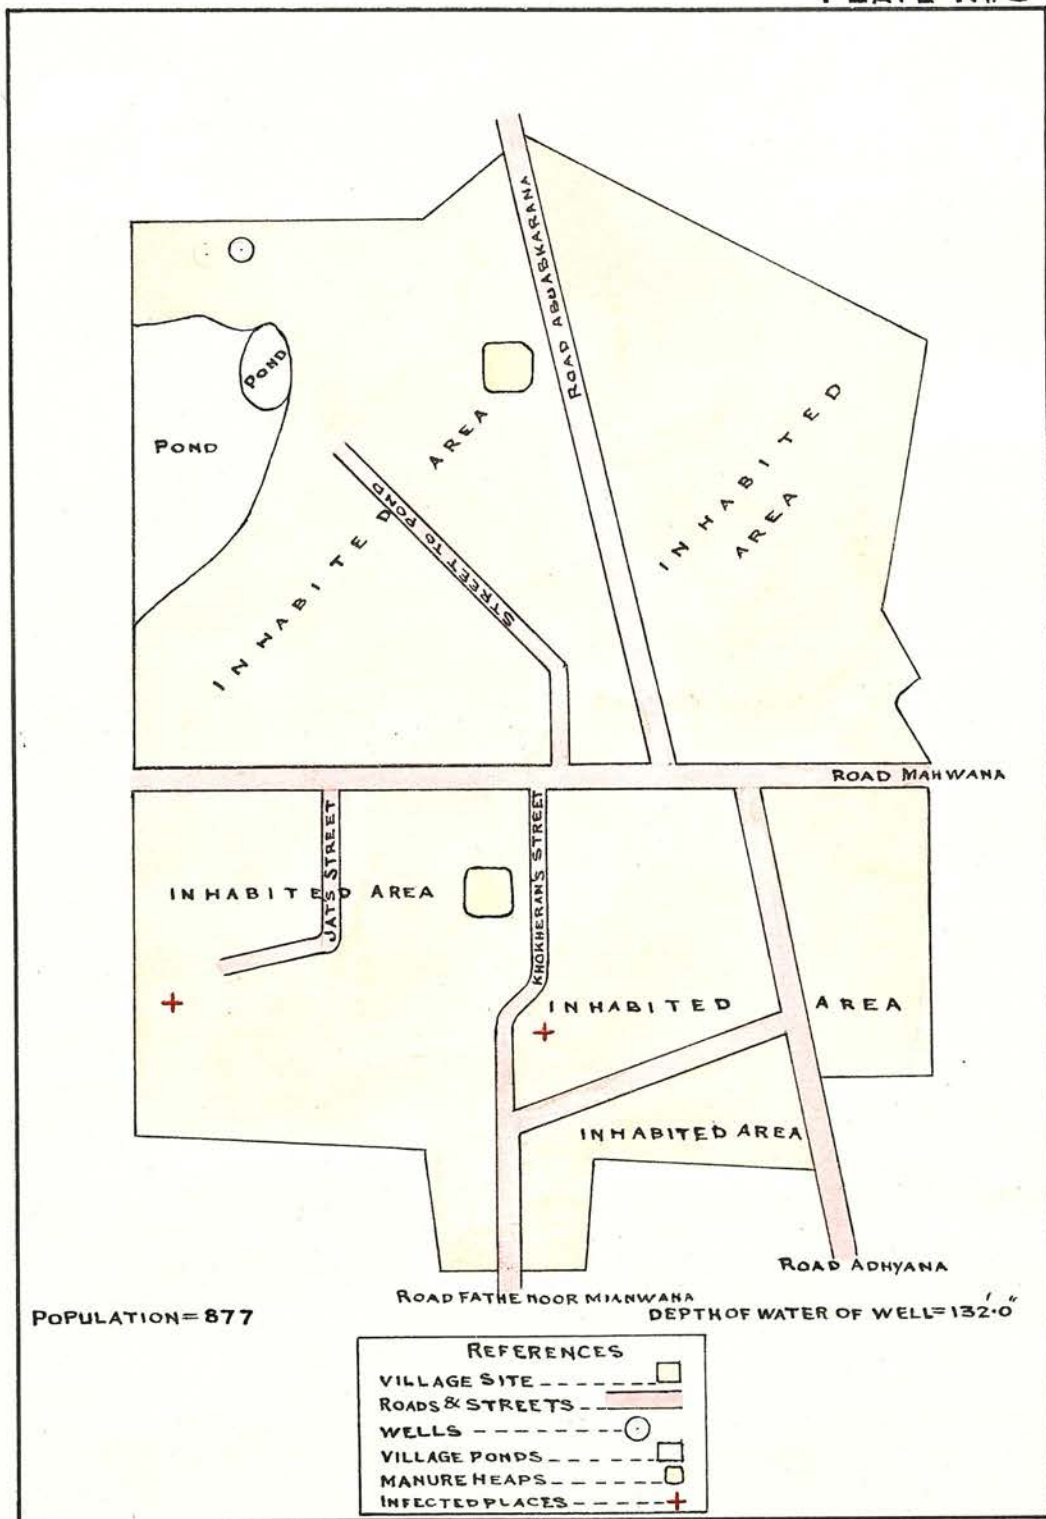 ROAD ABUABKARANA
POND
POND
INHABITED AREA
STREET TO POND
INHABITED
AREA
ROAD MAHWANA
JATS STREET
KHOKHERANS STREET
INHABITED AREA
INHABITED AREA
INHABITED AREA
ROAD ADHYANA
ROAD FATHE NOOR MIANWANA
POPULATION=877
DEPTH OF WATER OF WELL=132'.0"
REFERENCES
VILLAGE SITE
ROADS & STREETS
WELLS
VILLAGE PONDS
MANURE HEAPS
INFECTED PLACES